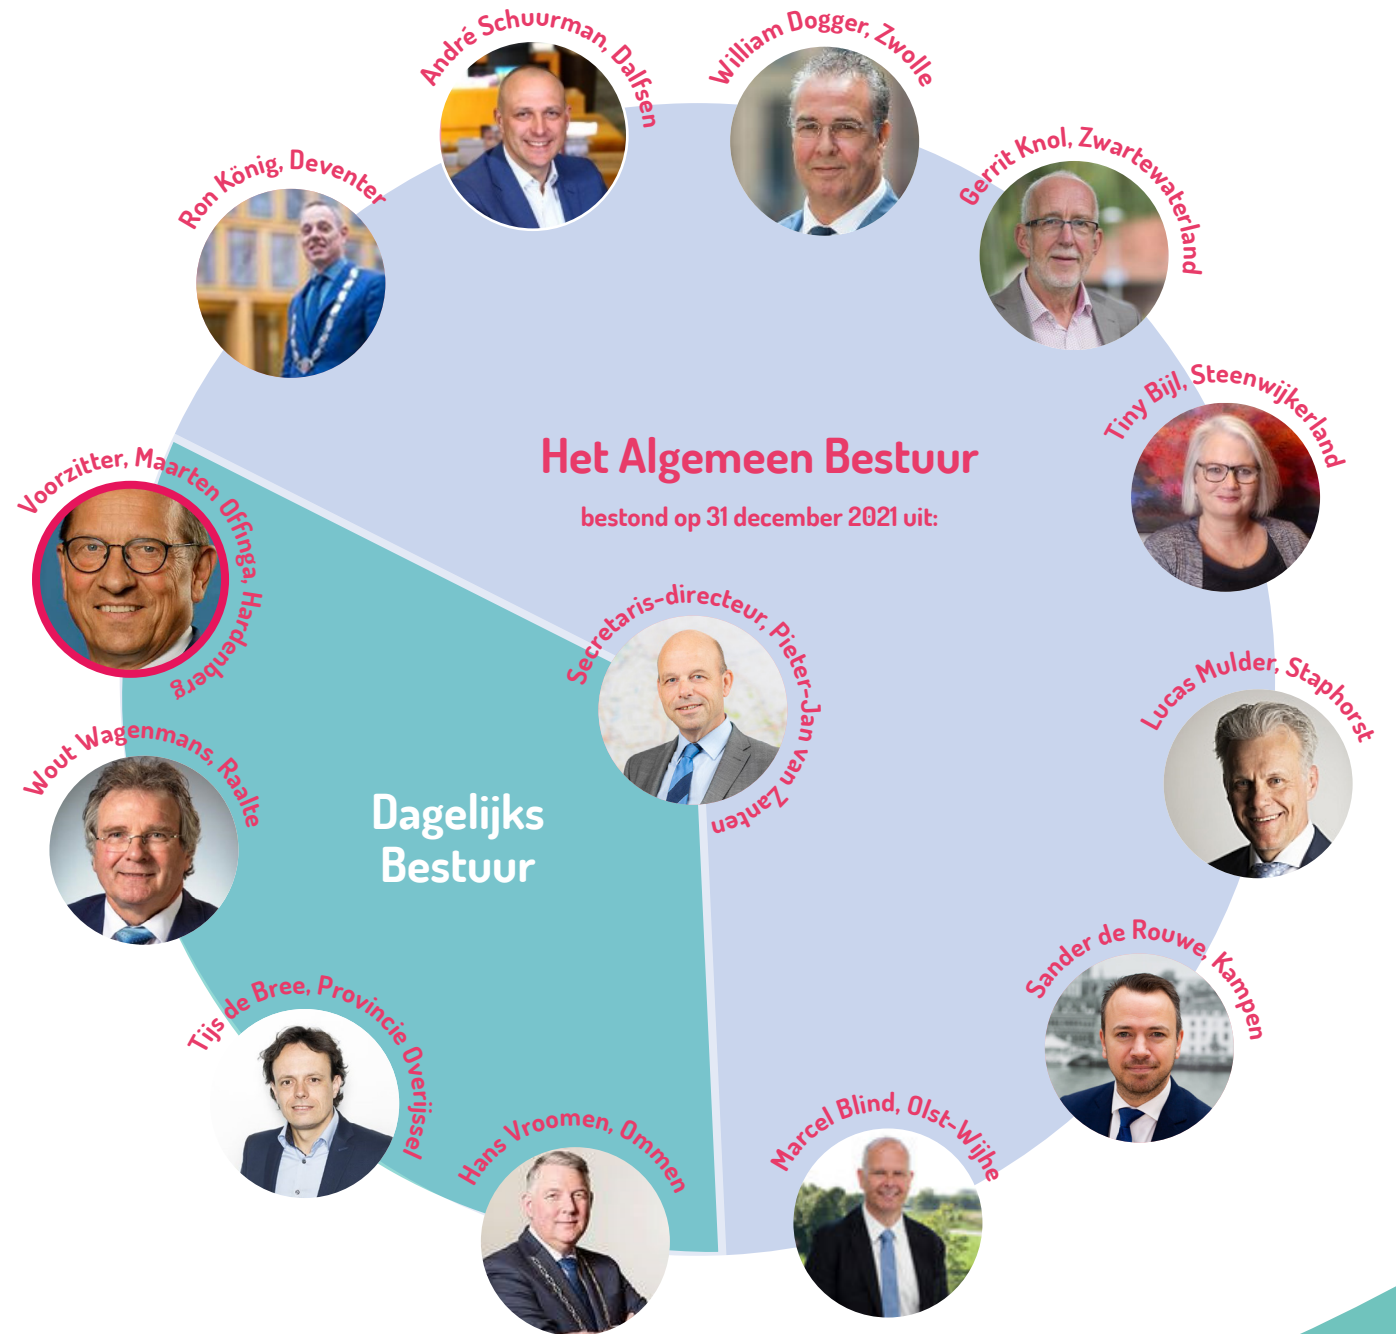 André Schuurman, Dalfsen
William Dogger, Zwolle
Ron König, Deventer
Gerrit Knol, Zwartewaterland
Tiny Bijl, Steenwijkerland
Het Algemeen Bestuur
bestond op 31 december 2021 uit:
Voorzitter, Maarten Offinga, Hardenberg
Secretaris-directeur, Pieter-Jan van Zanten
Lucas Mulder, Staphorst
Wout Wagenmans, Raalte
Dagelijks
Bestuur
Sander de Rouwe, Kampen
Tijs de Bree, Provincie Overijssel
Hans Vroomen, Ommen
Marcel Blind, Olst-Wijhe